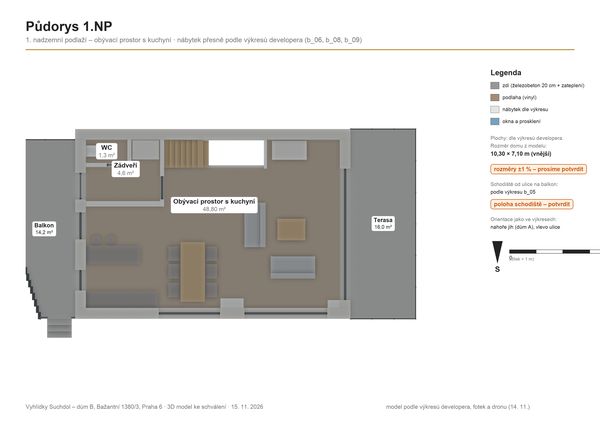 Půdorys 1.NP
1. nadzemní podlaží – obývací prostor s kuchyní · nábytek přesně podle výkresů developera (b_06, b_08, b_09)
Legenda
zdi (železobeton 20 cm + zateplení)
podlaha (vinyl)
nábytek dle výkresu
okna a prosklení
Plochy: dle výkresů developera.
Rozměr domu z modelu:
10,30 × 7,10 m (vnější)
rozměry ±1 % – prosíme potvrdit
Schodiště od ulice na balkon:
podle výkresu b_05
poloha schodiště – potvrdit
Orientace jako ve výkresech:
nahoře jih (dům A), vlevo ulice
S
0
WC
1.3 m²
Zádveří
4,6 m²
Obývací prostor s kuchyní
48,80 m²
Balkon
14.2 m²
Terasa
16.0 m²
Vyhlídky Suchdol – dům B, Bažantní 1380/3, Praha 6 · 3D model ke schválení · 15. 11. 2026
model podle výkresů developera, fotek a dronu (14. 11.)